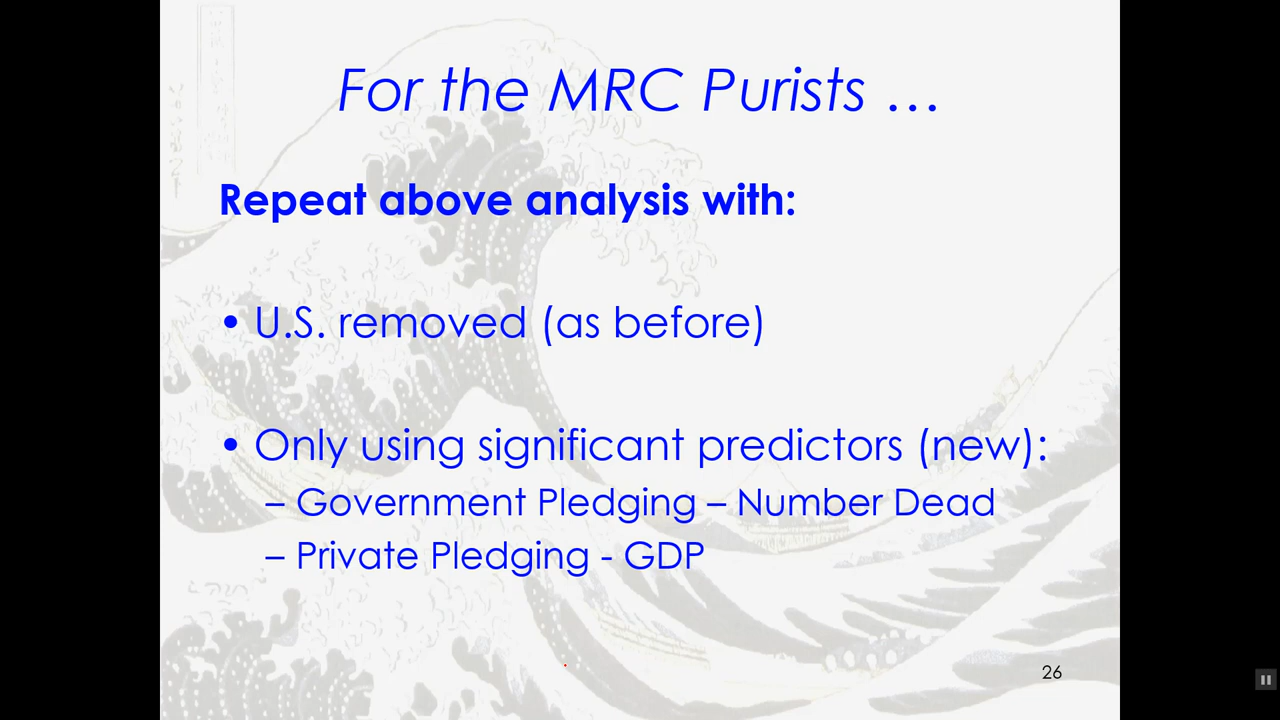 For the MRC Purists …
Repeat above analysis with:
• U.S. removed (as before)
• Only using significant predictors (new):
– Government Pledging – Number Dead
– Private Pledging - GDP
26